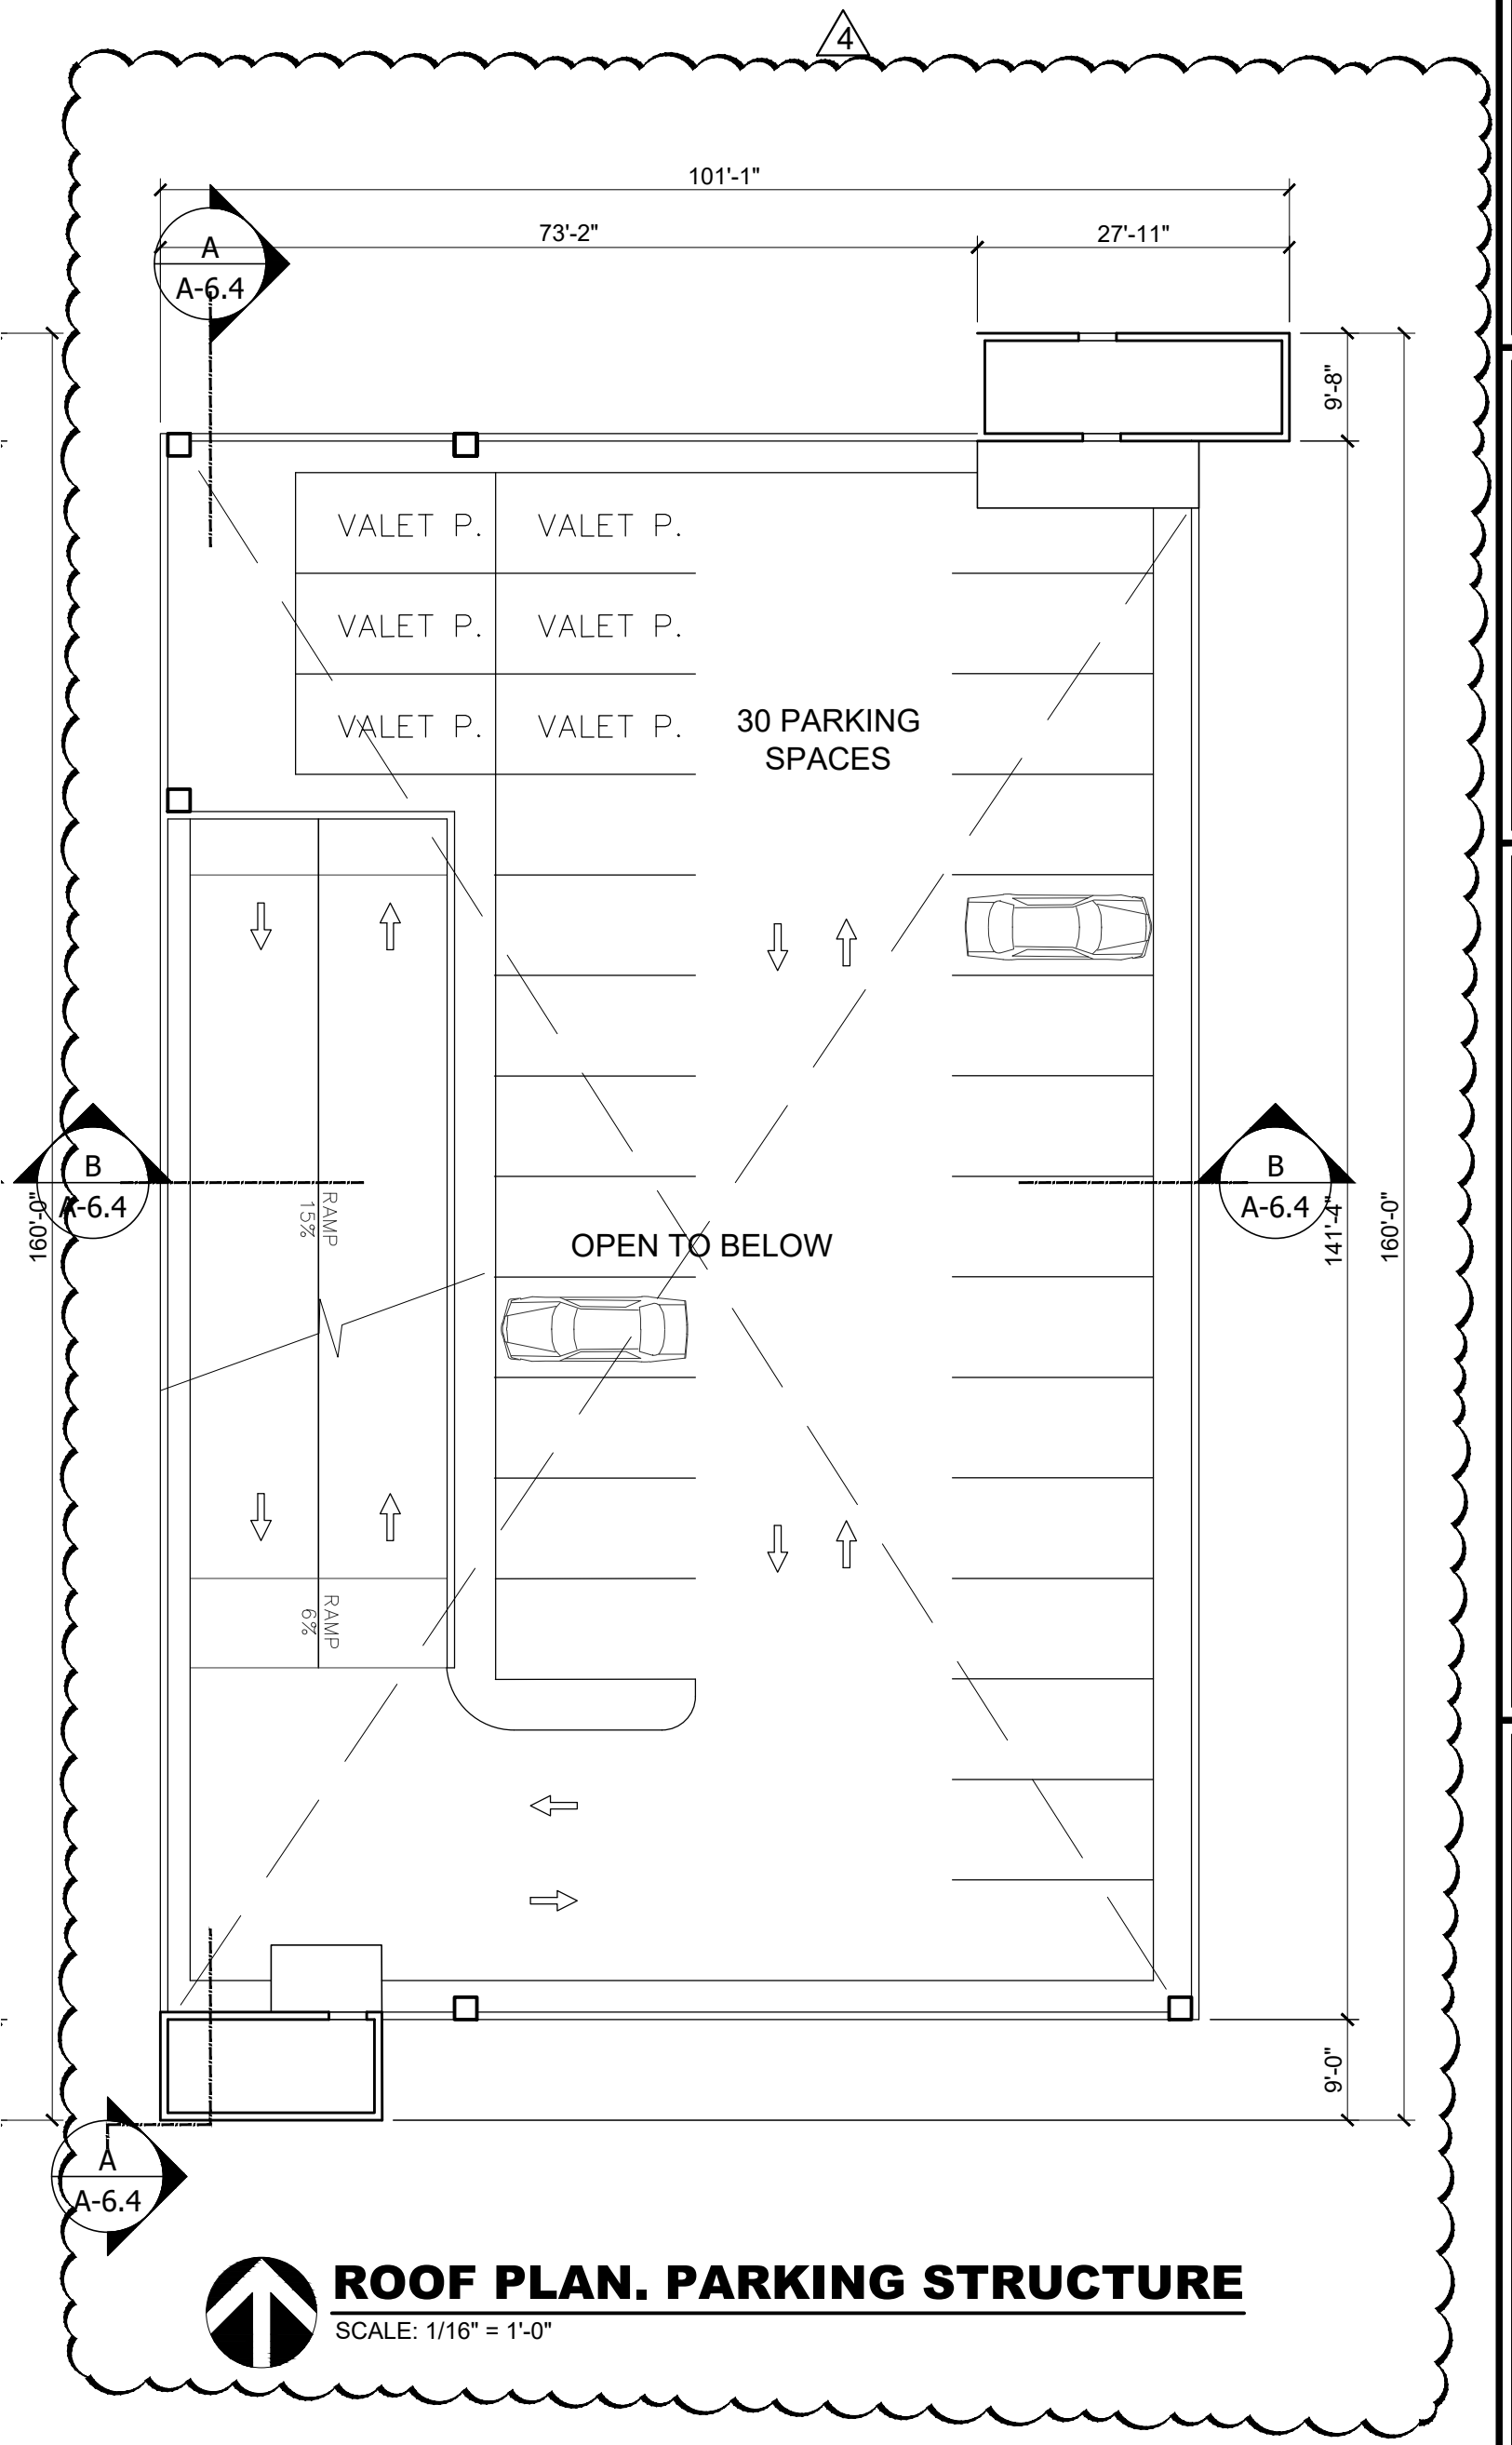 4
101'-1"
73'-2"
27'-11"
A
A-6.4
9'-8"
VALET P.
VALET P.
VALET P.
VALET P.
VALET P.
VALET P.
30 PARKING
SPACES
B
A-6.4
160'-0"
RAMP
15%
OPEN TO BELOW
B
A-6.4
141'-4"
160'-0"
RAMP
6%
9'-0"
A
A-6.4
ROOF PLAN. PARKING STRUCTURE
SCALE: 1/16" = 1'-0"